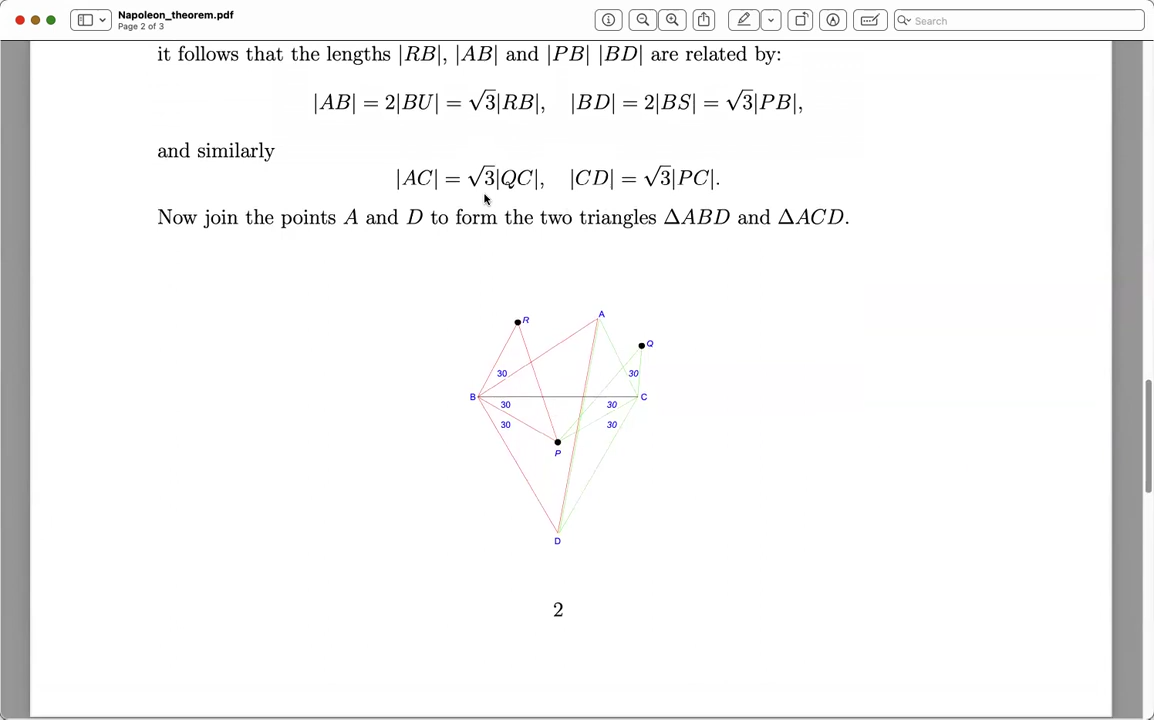 Napoleon_theorem.pdf
Page 2 of 3
Search
it follows that the lengths |RB|, |AB| and |PB| |BD| are related by:
|AB| = 2|BU| = √3|RB|, |BD| = 2|BS| = √3|PB|,
and similarly
|AC| = √3|QC|, |CD| = √3|PC|.
Now join the points A and D to form the two triangles ΔABD and ΔACD.
A
R
Q
30
30
B
C
30
30
30
30
P
D
2